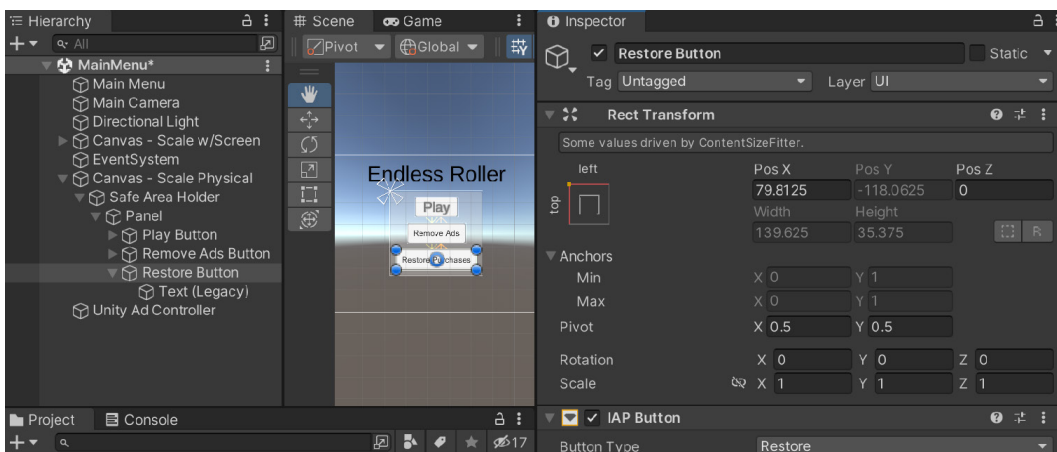 Hierarchy
All
MainMenu*
Main Menu
Main Camera
Directional Light
Canvas - Scale w/Screen
EventSystem
Canvas - Scale Physical
Safe Area Holder
Panel
Play Button
Remove Ads Button
Restore Button
Text (Legacy)
Unity Ad Controller
Scene Game
Pivot Global
Endless Roller
Play
Remove Ads
Restore Purchases
Project Console
17
Inspector
Restore Button Static
Tag Untagged Layer UI
Rect Transform
Some values driven by ContentSizeFitter.
left Pos X Pos Y Pos Z
top 79.8125 -118.0625 0
Width Height
139.625 35.375 R
Anchors
Min X 0 Y 1
Max X 0 Y 1
Pivot X 0.5 Y 0.5
Rotation X 0 Y 0 Z 0
Scale X 1 Y 1 Z 1
IAP Button
Button Type Restore